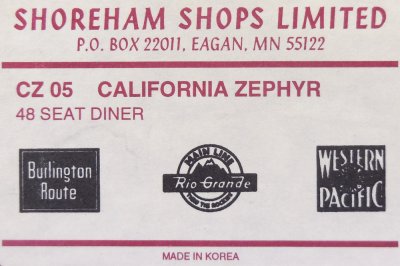 SHOREHAM SHOPS LIMITED
P.O. BOX 22011, EAGAN, MN 55122
CZ 05 CALIFORNIA ZEPHYR
48 SEAT DINER
Burlington
Route
MAIN LINE
Rio Grande
THRU THE ROCKIES
WESTERN
PACIFIC
MADE IN KOREA